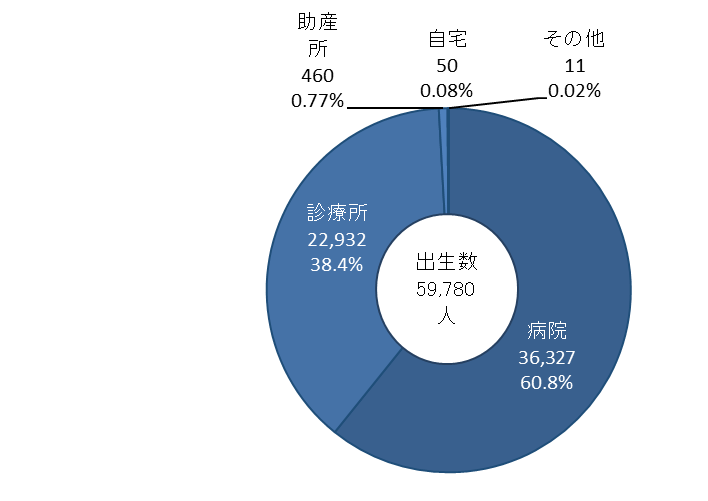 助産
所
460
0.77%
自宅
50
0.08%
その他
11
0.02%
診療所
22,932
38.4%
出生数
59,780
人
病院
36,327
60.8%